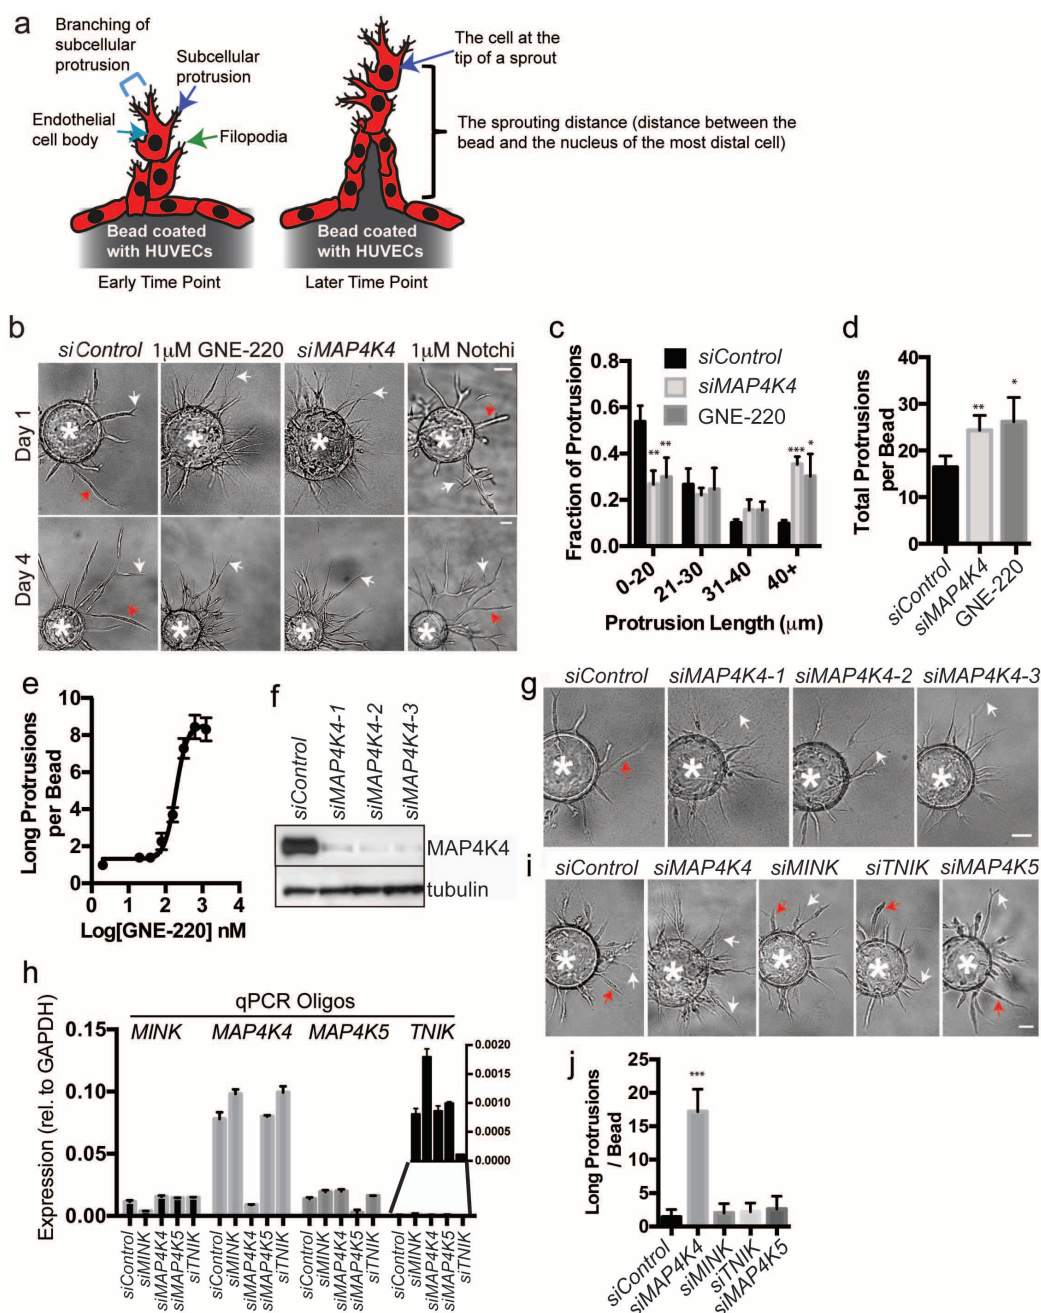 a
Branching of
subcellular
protrusion
Subcellular
protrusion
Endothelial
cell body
Filopodia
Bead coated
with HUVECs
Early Time Point
The cell at the
tip of a sprout
The sprouting distance (distance between the
bead and the nucleus of the most distal cell)
Bead coated
with HUVECs
Later Time Point
b
siControl
1μM GNE-220
siMAP4K4
1μM Notchi
Day 1
Day 4
*
*
*
*
*
*
*
*
c
Fraction of Protrusions
0.8
0.6
0.4
0.2
0.0
siControl
siMAP4K4
GNE-220
**
**
***
*
0-20
21-30
31-40
40+
Protrusion Length (μm)
d
Total Protrusions
per Bead
40
30
20
10
0
**
*
siControl
siMAP4K4
GNE-220
e
Long Protrusions
per Bead
10
8
6
4
2
0
0
1
2
3
4
Log[GNE-220] nM
f
siControl
siMAP4K4-1
siMAP4K4-2
siMAP4K4-3
MAP4K4
tubulin
g
siControl
siMAP4K4-1
siMAP4K4-2
siMAP4K4-3
*
*
*
*
h
qPCR Oligos
MINK
MAP4K4
MAP4K5
TNIK
Expression (rel. to GAPDH)
0.15
0.10
0.05
0.00
0.0020
0.0015
0.0010
0.0005
0.0000
siControl
siMINK
siMAP4K4
siMAP4K5
siTNIK
siControl
siMINK
siMAP4K4
siMAP4K5
siTNIK
siControl
siMINK
siMAP4K4
siMAP4K5
siTNIK
siControl
siMINK
siMAP4K4
siMAP4K5
siTNIK
i
siControl
siMAP4K4
siMINK
siTNIK
siMAP4K5
*
*
*
*
*
j
Long Protrusions
/ Bead
25
20
15
10
5
0
***
siControl
siMAP4K4
siMINK
siTNIK
siMAP4K5